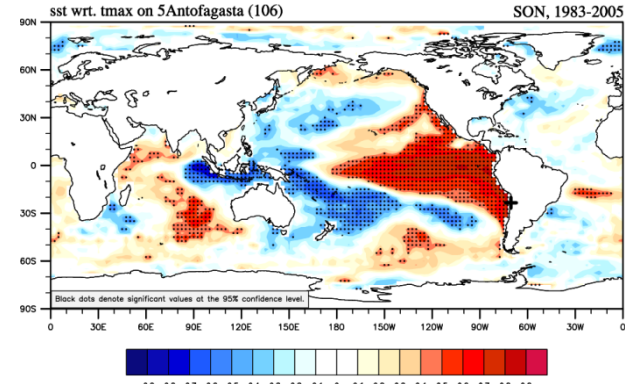 sst wrt. tmax on 5Antofagasta (106) SON, 1983-2005
90N
60N
30N
0
30S
60S
90S
Black dots denote significant values at the 95% confidence level.
0 30E 60E 90E 120E 150E 180 150W 120W 90W 60W 30W 0